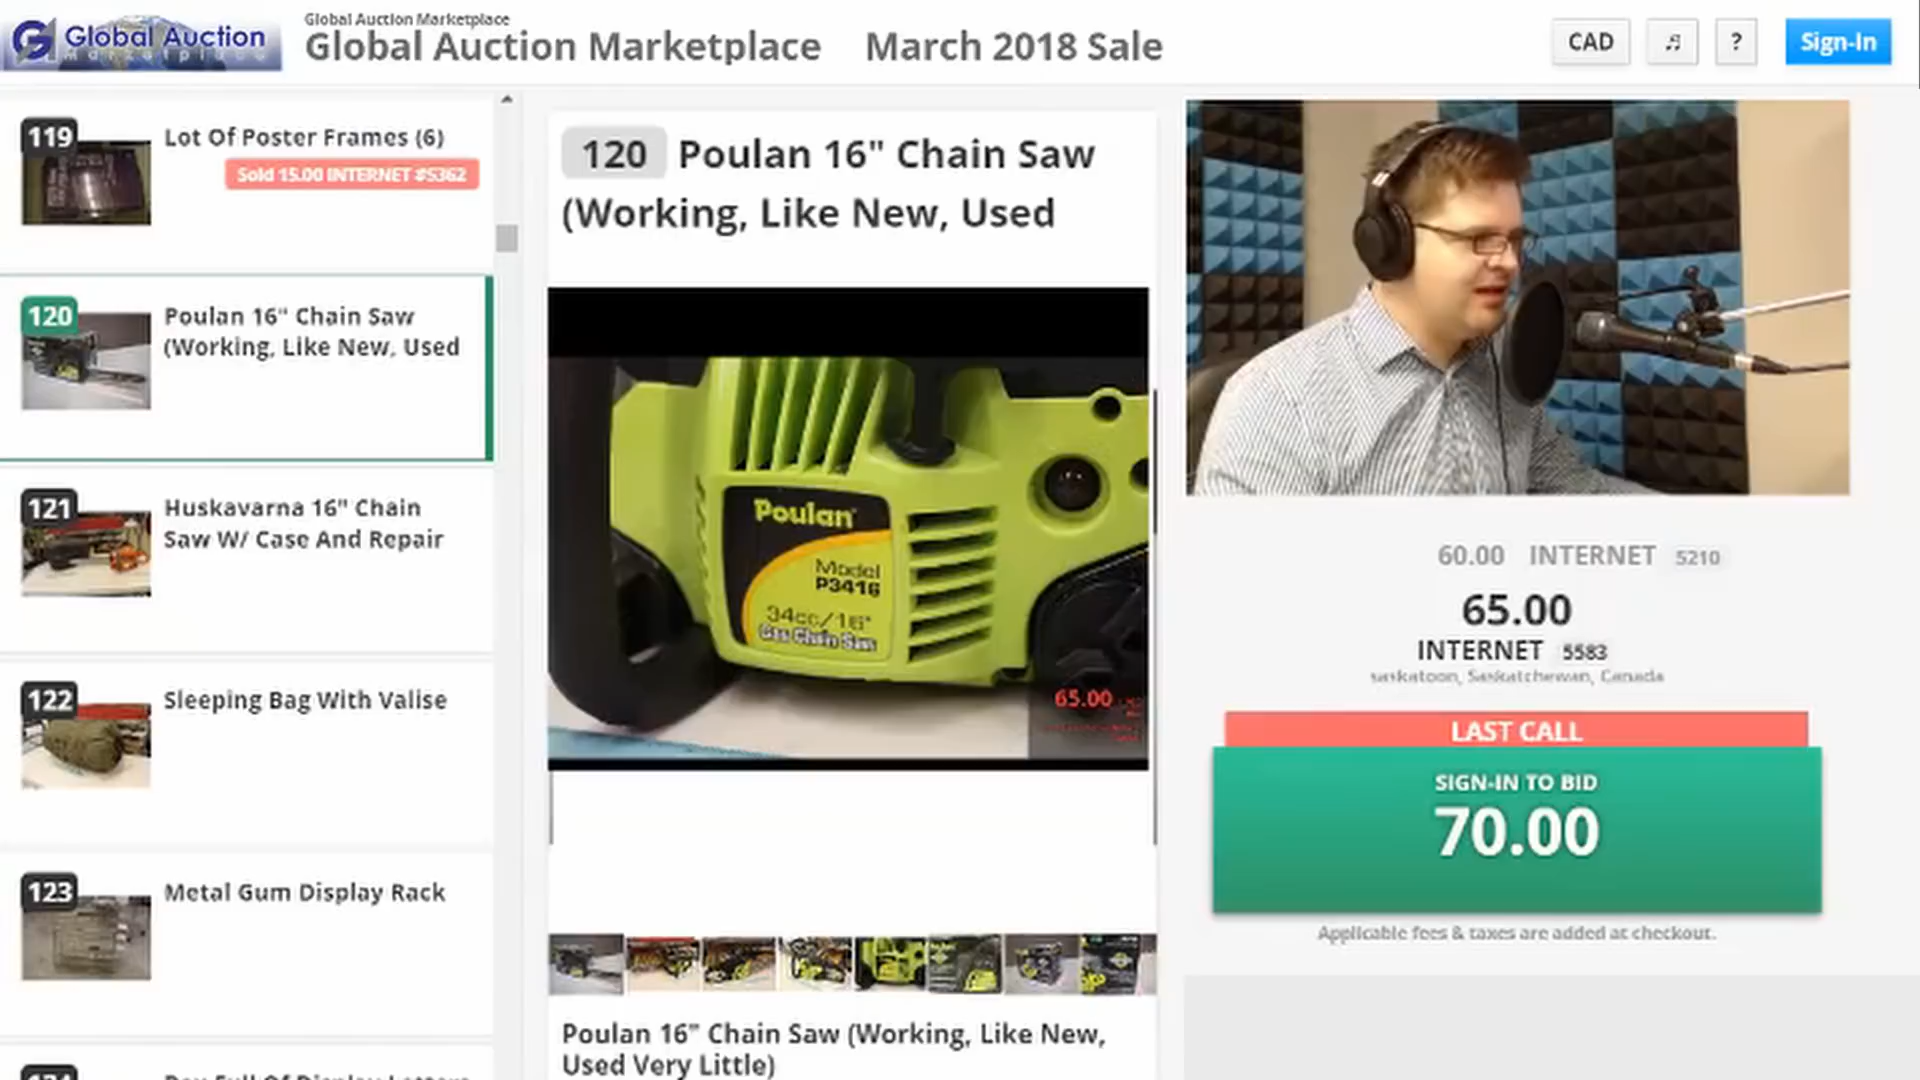 Global Auction
marketplace
Global Auction Marketplace
Global Auction Marketplace March 2018 Sale
CAD
?
Sign-In
119
Lot Of Poster Frames (6)
Sold 15.00 INTERNET #5362
120
Poulan 16" Chain Saw
(Working, Like New, Used
121
Huskavarna 16" Chain
Saw W/ Case And Repair
122
Sleeping Bag With Valise
123
Metal Gum Display Rack
120 Poulan 16" Chain Saw
(Working, Like New, Used
Poulan
Model
P3416
34cc/16"
Gas Chain Saw
65.00
Poulan 16" Chain Saw (Working, Like New,
Used Very Little)
60.00 INTERNET 5210
65.00
INTERNET 5583
saskatoon, Saskatchewan, Canada
LAST CALL
SIGN-IN TO BID
70.00
Applicable fees & taxes are added at checkout.